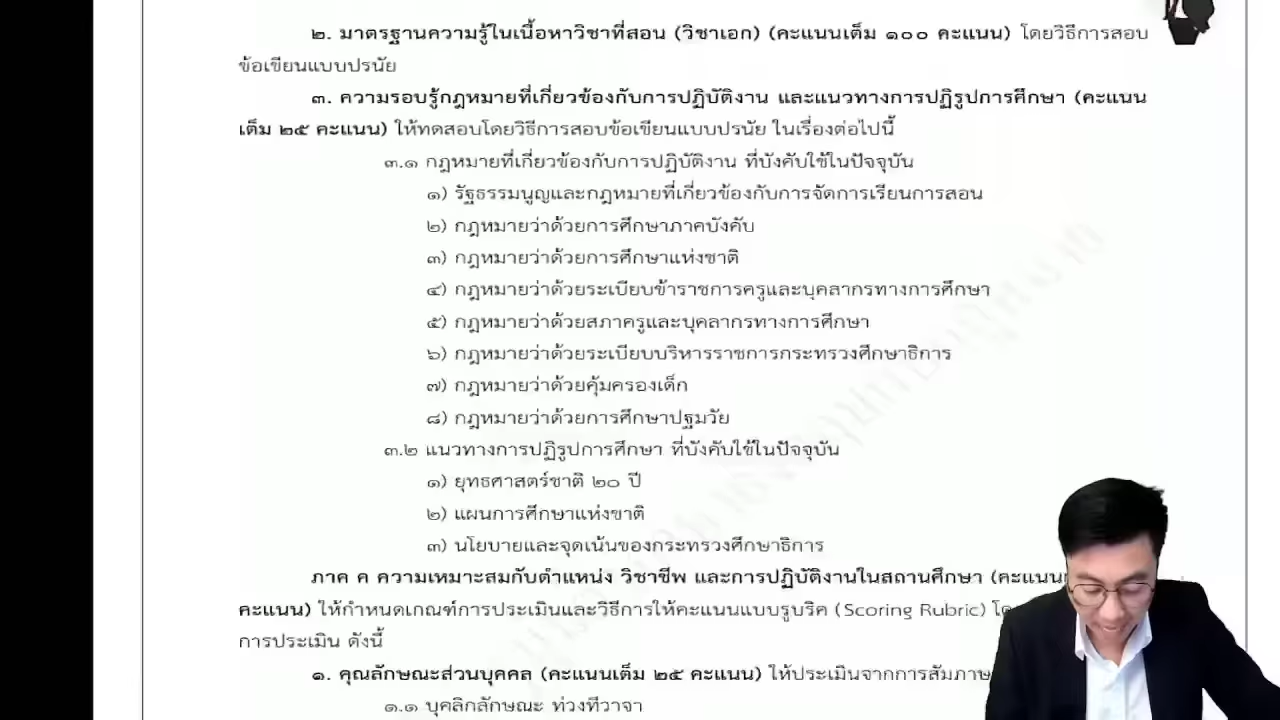 ๒. มาตรฐานความรู้ในเนื้อหาวิชาที่สอน (วิชาเอก) (คะแนนเต็ม ๑๐๐ คะแนน) โดยวิธีการสอบ
ข้อเขียนแบบปรนัย
๓. ความรอบรู้กฎหมายที่เกี่ยวข้องกับการปฏิบัติงาน และแนวทางการปฏิรูปการศึกษา (คะแนน
เต็ม ๒๕ คะแนน) ให้ทดสอบโดยวิธีการสอบข้อเขียนแบบปรนัย ในเรื่องต่อไปนี้
๓.๑ กฎหมายที่เกี่ยวข้องกับการปฏิบัติงาน ที่บังคับใช้ในปัจจุบัน
๑) รัฐธรรมนูญและกฎหมายที่เกี่ยวข้องกับการจัดการเรียนการสอน
๒) กฎหมายว่าด้วยการศึกษาภาคบังคับ
๓) กฎหมายว่าด้วยการศึกษาแห่งชาติ
๔) กฎหมายว่าด้วยระเบียบข้าราชการครูและบุคลากรทางการศึกษา
๕) กฎหมายว่าด้วยสภาครูและบุคลากรทางการศึกษา
๖) กฎหมายว่าด้วยระเบียบบริหารราชการกระทรวงศึกษาธิการ
๗) กฎหมายว่าด้วยคุ้มครองเด็ก
๘) กฎหมายว่าด้วยการศึกษาปฐมวัย
๓.๒ แนวทางการปฏิรูปการศึกษา ที่บังคับใช้ในปัจจุบัน
๑) ยุทธศาสตร์ชาติ ๒๐ ปี
๒) แผนการศึกษาแห่งชาติ
๓) นโยบายและจุดเน้นของกระทรวงศึกษาธิการ
ภาค ค ความเหมาะสมกับตำแหน่ง วิชาชีพ และการปฏิบัติงานในสถานศึกษา (คะแนน
คะแนน) ให้กำหนดเกณฑ์การประเมินและวิธีการให้คะแนนแบบรูบริค (Scoring Rubric)
การประเมิน ดังนี้
๑. คุณลักษณะส่วนบุคคล (คะแนนเต็ม ๒๕ คะแนน) ให้ประเมินจากการสัมภาษ
๑.๑ บุคลิกลักษณะ ท่วงทีวาจา